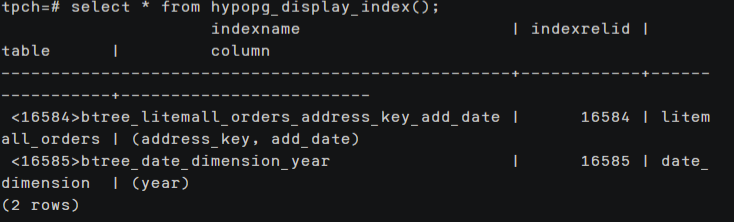 tpch=# select * from hypopg_display_index();
indexname | indexrelid |
table | column
--------------------------------------------------+------------+------
-----------+-------------------------
<16584>btree_litemall_orders_address_key_add_date | 16584 | litem
all_orders | (address_key, add_date)
<16585>btree_date_dimension_year | 16585 | date_
dimension | (year)
(2 rows)